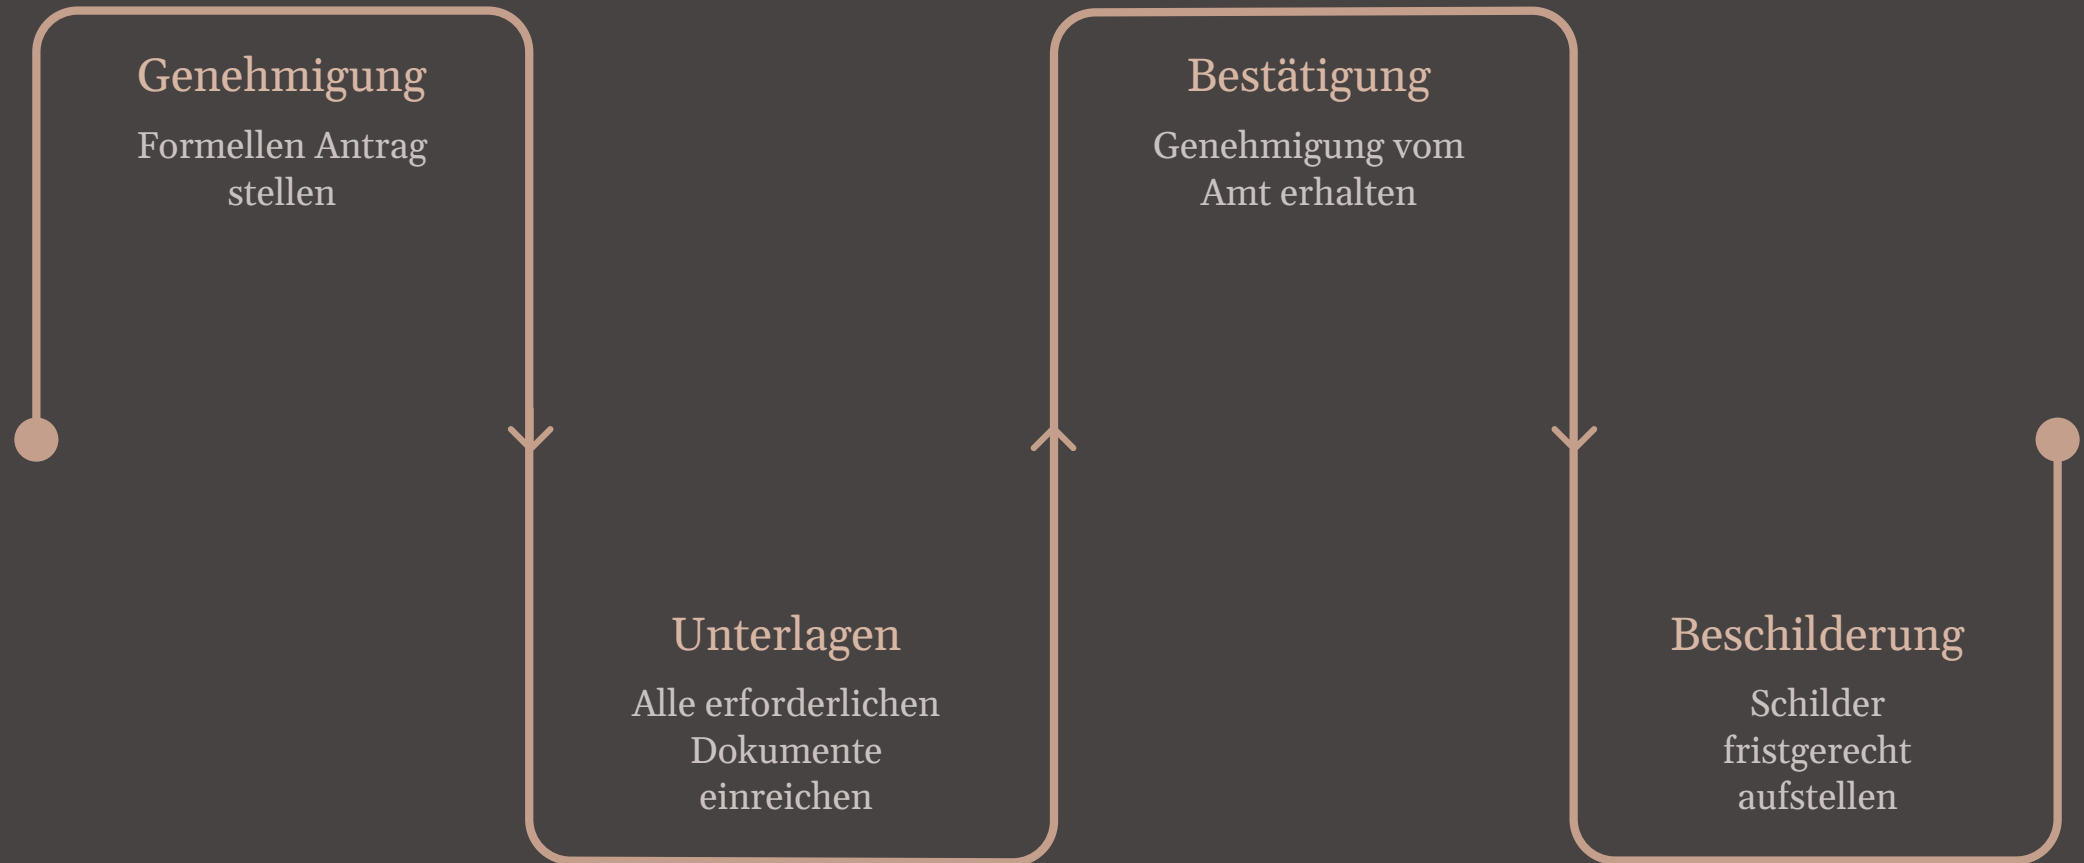 Genehmigung
Formellen Antrag
stellen
Unterlagen
Alle erforderlichen
Dokumente
einreichen
Bestätigung
Genehmigung vom
Amt erhalten
Beschilderung
Schilder
fristgerecht
aufstellen